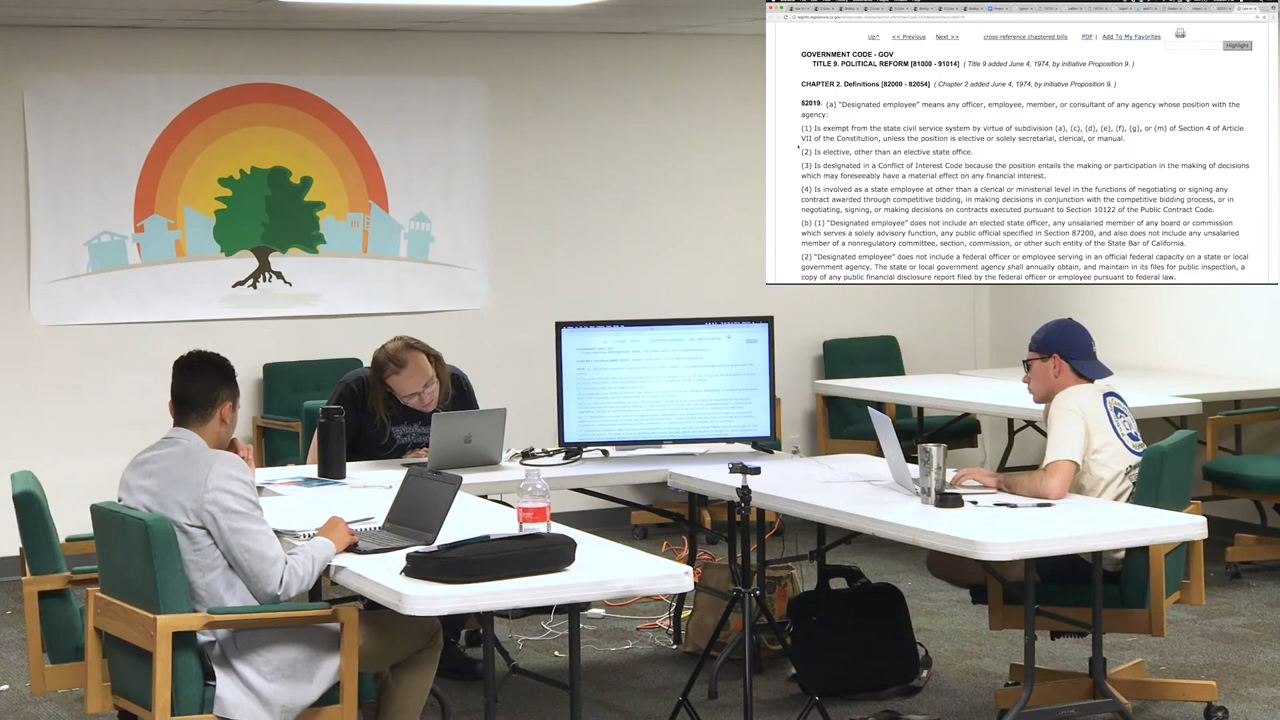 Up^ << Previous Next >> cross-reference chaptered bills PDF | Add To My Favorites
Highlight
GOVERNMENT CODE - GOV
TITLE 9. POLITICAL REFORM [81000 - 91014] ( Title 9 added June 4, 1974, by initiative Proposition 9. )
CHAPTER 2. Definitions [82000 - 82054] ( Chapter 2 added June 4, 1974, by initiative Proposition 9. )
82019. (a) “Designated employee” means any officer, employee, member, or consultant of any agency whose position with the
agency:
(1) Is exempt from the state civil service system by virtue of subdivision (a), (c), (d), (e), (f), (g), or (m) of Section 4 of Article
VII of the Constitution, unless the position is elective or solely secretarial, clerical, or manual.
(2) Is elective, other than an elective state office.
(3) Is designated in a Conflict of Interest Code because the position entails the making or participation in the making of decisions
which may foreseeably have a material effect on any financial interest.
(4) Is involved as a state employee at other than a clerical or ministerial level in the functions of negotiating or signing any
contract awarded through competitive bidding, in making decisions in conjunction with the competitive bidding process, or in
negotiating, signing, or making decisions on contracts executed pursuant to Section 10122 of the Public Contract Code.
(b) (1) “Designated employee” does not include an elected state officer, any unsalaried member of any board or commission
which serves a solely advisory function, any public official specified in Section 87200, and also does not include any unsalaried
member of a nonregulatory committee, section, commission, or other such entity of the State Bar of California.
(2) “Designated employee” does not include a federal officer or employee serving in an official federal capacity on a state or local
government agency. The state or local government agency shall annually obtain, and maintain in its files for public inspection, a
copy of any public financial disclosure report filed by the federal officer or employee pursuant to federal law.